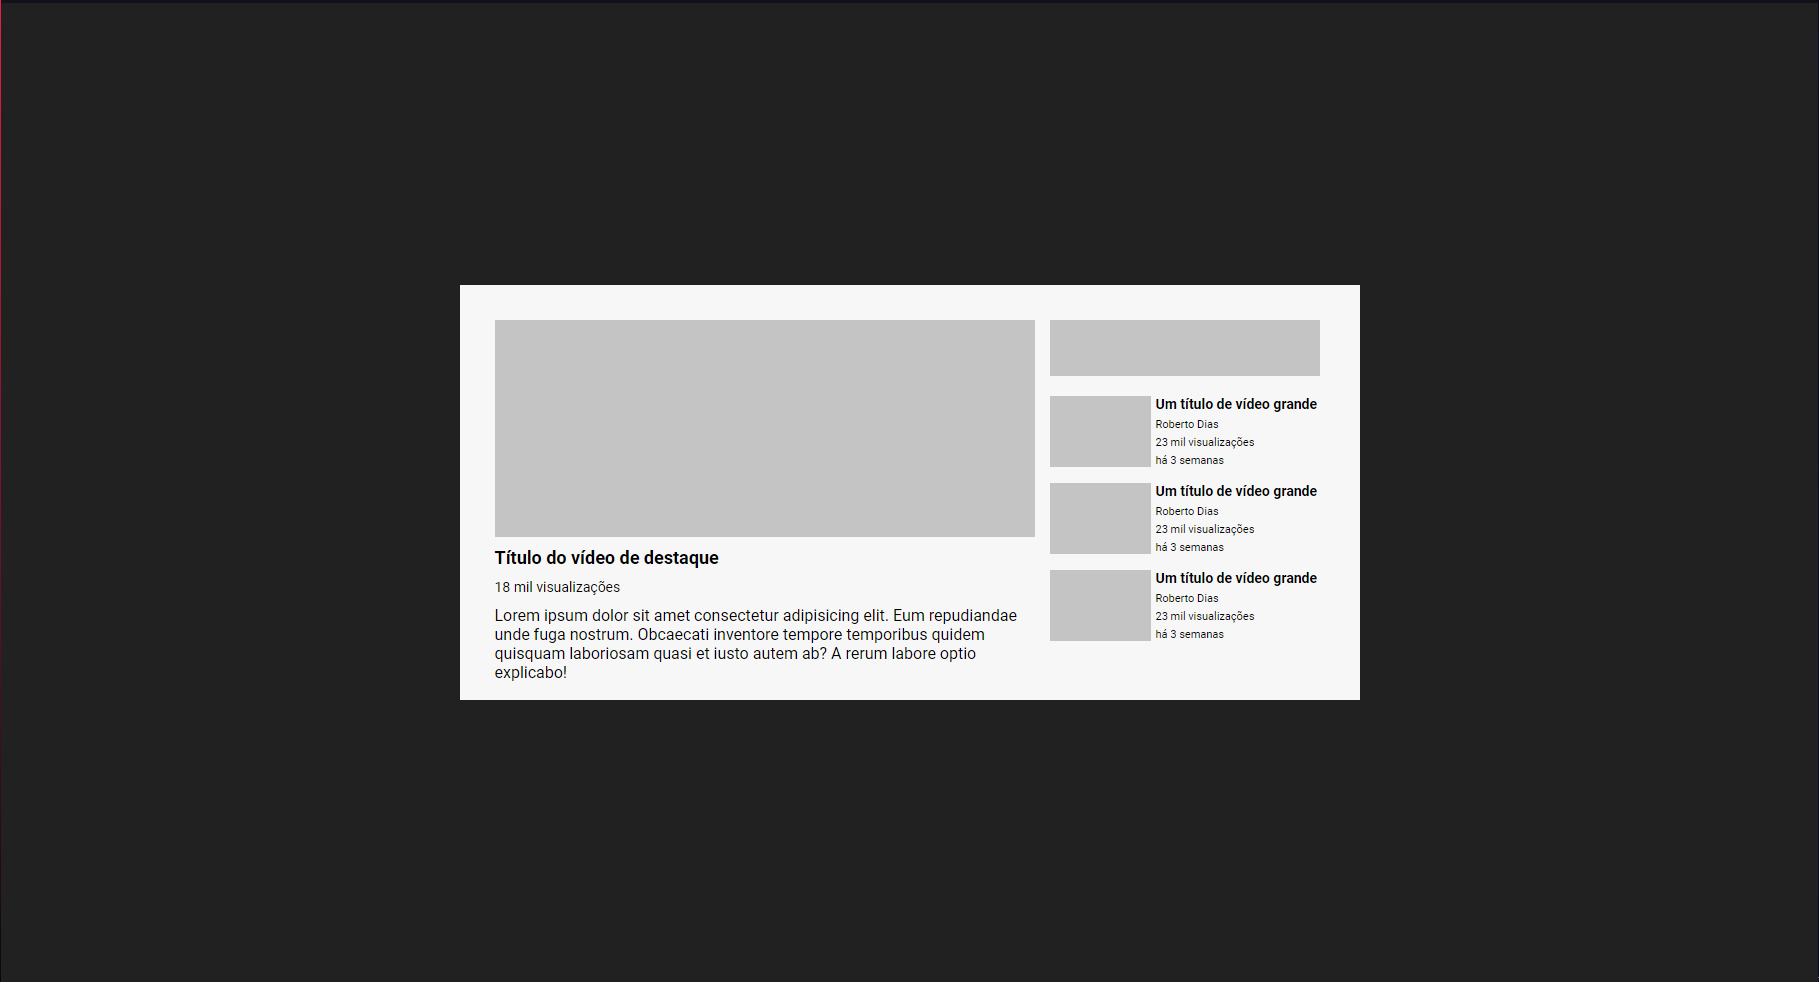 Título do vídeo de destaque
18 mil visualizações
Lorem ipsum dolor sit amet consectetur adipisicing elit. Eum repudiandae
unde fuga nostrum. Obcaecati inventore tempore temporibus quidem
quisquam laboriosam quasi et iusto autem ab? A rerum labore optio
explicabo!
Um título de vídeo grande
Roberto Dias
23 mil visualizações
há 3 semanas
Um título de vídeo grande
Roberto Dias
23 mil visualizações
há 3 semanas
Um título de vídeo grande
Roberto Dias
23 mil visualizações
há 3 semanas